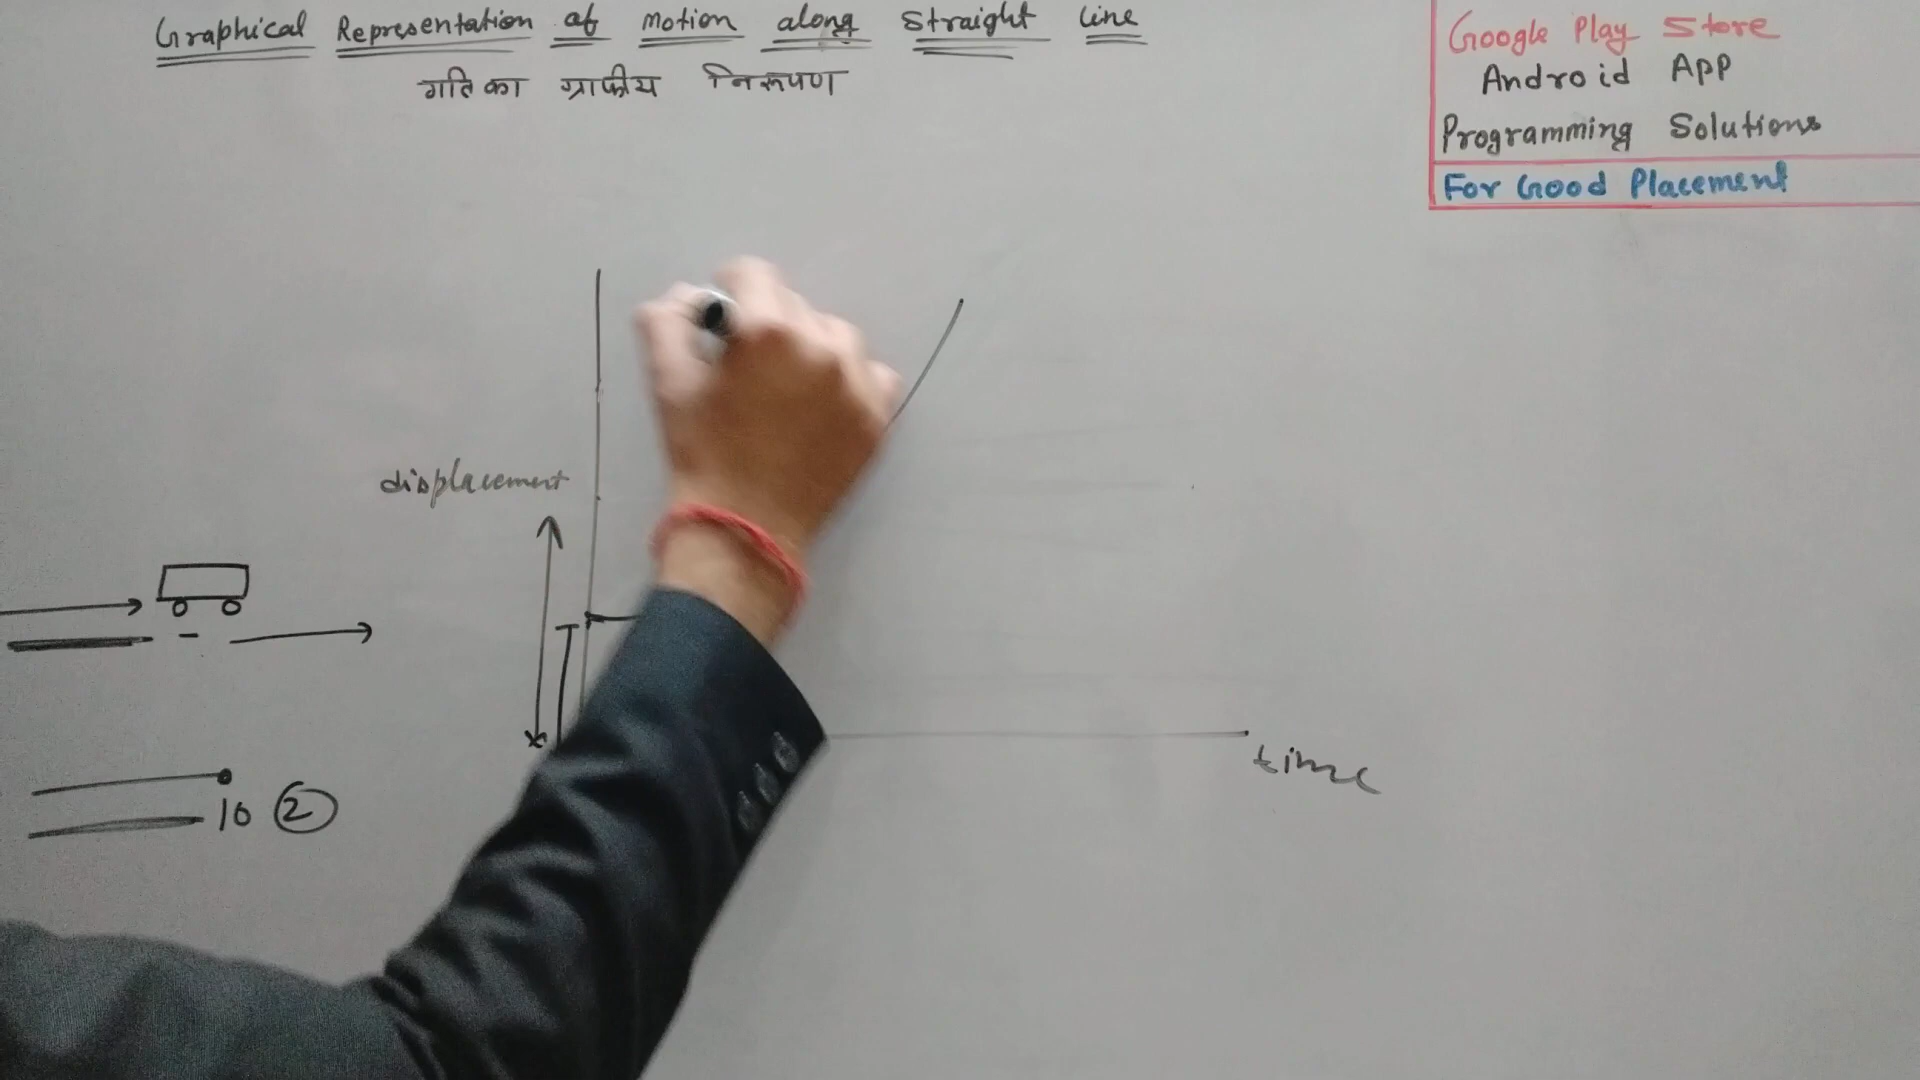 Graphical Representation of motion along Straight line
गति का ग्राफीय निरूपण
Google Play Store
Android App
Programming Solutions
For Good Placement
displacement
time
10 2